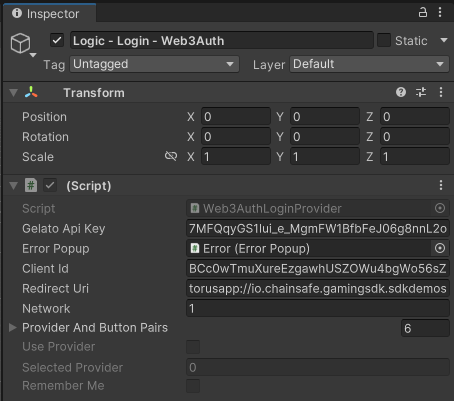 Inspector
Logic - Login - Web3Auth Static
Tag Untagged Layer Default
Transform
Position X 0 Y 0 Z 0
Rotation X 0 Y 0 Z 0
Scale X 1 Y 1 Z 1
(Script)
Script Web3AuthLoginProvider
Gelato Api Key 7MFQqyGS1Iui_e_MgmFW1BfbFeJ06g8nnL2o
Error Popup Error (Error Popup)
Client Id BCc0wTmuXureEzgawhUSZOWu4bgWo56sZ
Redirect Uri torusapp://io.chainsafe.gamingsdk.sdkdemos
Network 1
Provider And Button Pairs 6
Use Provider
Selected Provider 0
Remember Me